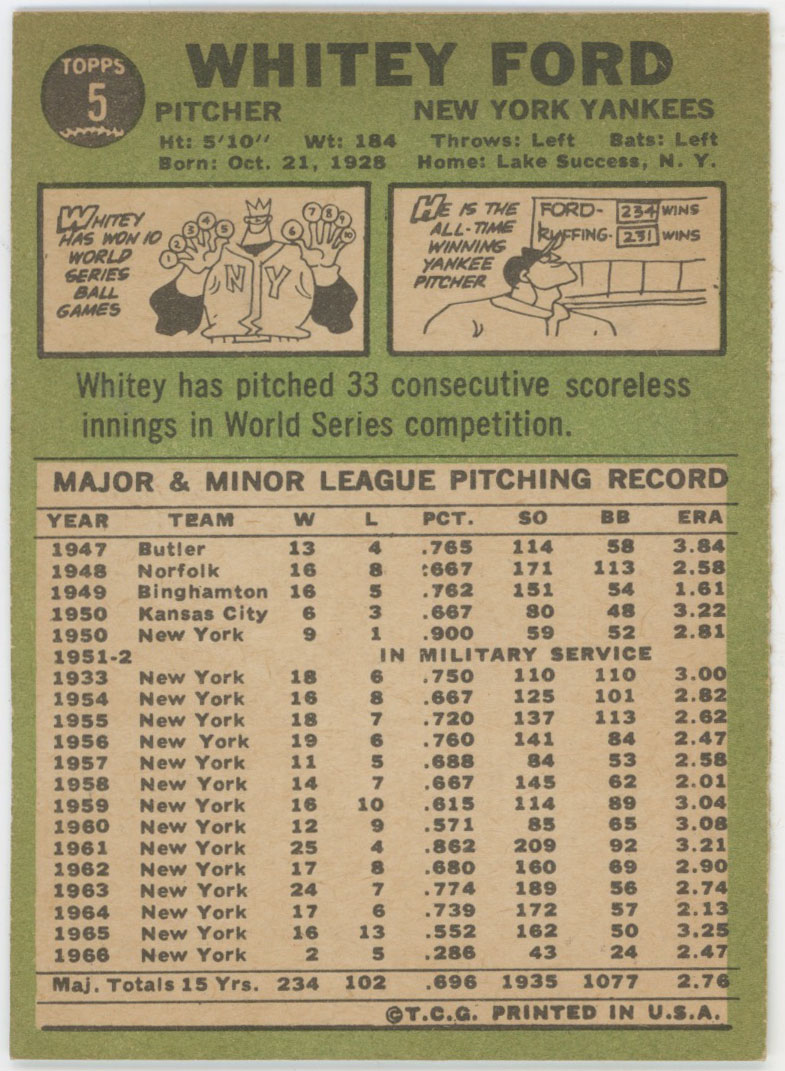 TOPPS
5
WHITEY FORD
PITCHER NEW YORK YANKEES
Ht: 5'10" Wt: 184 Throws: Left Bats: Left
Born: Oct. 21, 1928 Home: Lake Success, N. Y.
WHITEY
HAS WON 10
WORLD
SERIES
BALL
GAMES
1 2 3 4 5 6 7 8 9 10
NY
HE IS THE
ALL-TIME
WINNING
YANKEE
PITCHER
FORD- 234 WINS
RUFFING- 231 WINS
Whitey has pitched 33 consecutive scoreless
innings in World Series competition.
MAJOR & MINOR LEAGUE PITCHING RECORD
YEAR TEAM W L PCT. SO BB ERA
1947 Butler 13 4 .765 114 58 3.84
1948 Norfolk 16 8 :667 171 113 2.58
1949 Binghamton 16 5 .762 151 54 1.61
1950 Kansas City 6 3 .667 80 48 3.22
1950 New York 9 1 .900 59 52 2.81
1951-2 IN MILITARY SERVICE
1933 New York 18 6 .750 110 110 3.00
1954 New York 16 8 .667 125 101 2.82
1955 New York 18 7 .720 137 113 2.62
1956 New York 19 6 .760 141 84 2.47
1957 New York 11 5 .688 84 53 2.58
1958 New York 14 7 .667 145 62 2.01
1959 New York 16 10 .615 114 89 3.04
1960 New York 12 9 .571 85 65 3.08
1961 New York 25 4 .862 209 92 3.21
1962 New York 17 8 .680 160 69 2.90
1963 New York 24 7 .774 189 56 2.74
1964 New York 17 6 .739 172 57 2.13
1965 New York 16 13 .552 162 50 3.25
1966 New York 2 5 .286 43 24 2.47
Maj. Totals 15 Yrs. 234 102 .696 1935 1077 2.76
©T.C.G. PRINTED IN U.S.A.